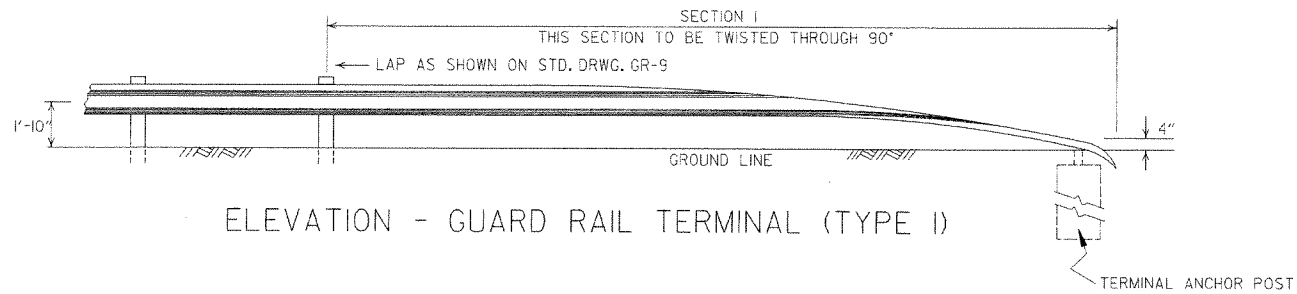 SECTION I
THIS SECTION TO BE TWISTED THROUGH 90°
LAP AS SHOWN ON STD. DRWG. GR-9
1'-10"
4"
GROUND LINE
ELEVATION - GUARD RAIL TERMINAL (TYPE I)
TERMINAL ANCHOR POST